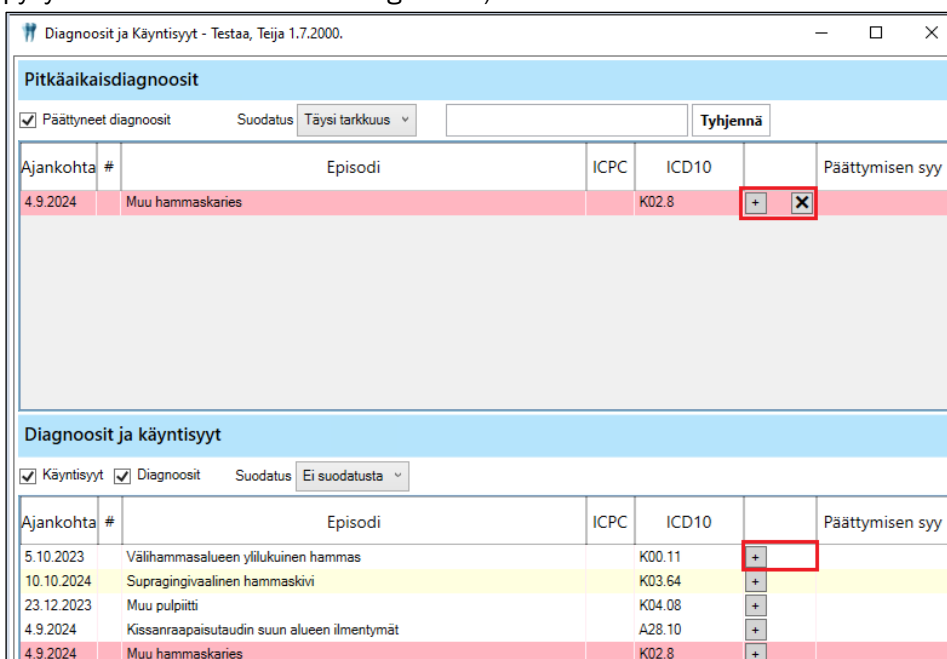 Diagnoosit ja Käyntisyyt - Testaa, Teija 1.7.2000.
Pitkäaikaisdiagnoosit
Päättyneet diagnoosit Suodatus Täysi tarkkuus Tyhjennä
Ajankohta # Episodi ICPC ICD10 Päättymisen syy
4.9.2024 Muu hammaskaries K02.8 +
Diagnoosit ja käyntisyyt
Käyntisyyt Diagnoosit Suodatus Ei suodatusta
Ajankohta # Episodi ICPC ICD10 Päättymisen syy
5.10.2023 Välihammasalueen ylilukuinen hammas K00.11 +
10.10.2024 Supragingivaalinen hammaskivi K03.64 +
23.12.2023 Muu pulpiitti K04.08 +
4.9.2024 Kissanraapaisutaudin suun alueen ilmentymät A28.10 +
4.9.2024 Muu hammaskaries K02.8 +